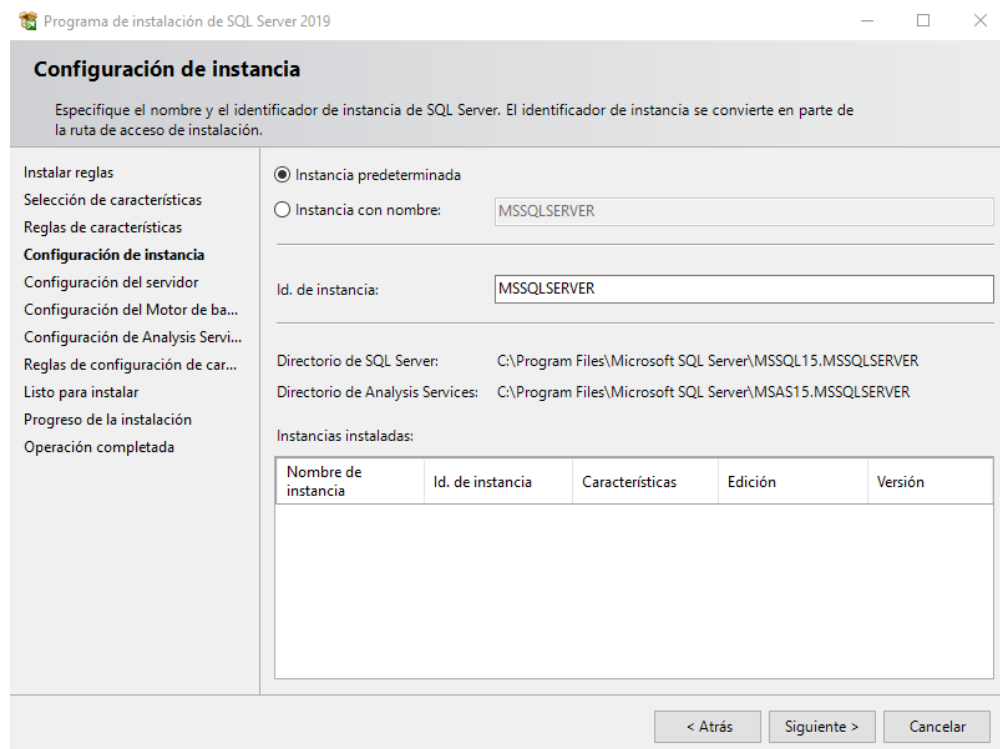 Programa de instalación de SQL Server 2019
Configuración de instancia
Especifique el nombre y el identificador de instancia de SQL Server. El identificador de instancia se convierte en parte de
la ruta de acceso de instalación.
Instalar reglas
Selección de características
Reglas de características
Configuración de instancia
Configuración del servidor
Configuración del Motor de ba...
Configuración de Analysis Servi...
Reglas de configuración de car...
Listo para instalar
Progreso de la instalación
Operación completada
Instancia predeterminada
Instancia con nombre: MSSQLSERVER
Id. de instancia: MSSQLSERVER
Directorio de SQL Server: C:\Program Files\Microsoft SQL Server\MSSQL15.MSSQLSERVER
Directorio de Analysis Services: C:\Program Files\Microsoft SQL Server\MSAS15.MSSQLSERVER
Instancias instaladas:
Nombre de
instancia
Id. de instancia
Características
Edición
Versión
< Atrás
Siguiente >
Cancelar